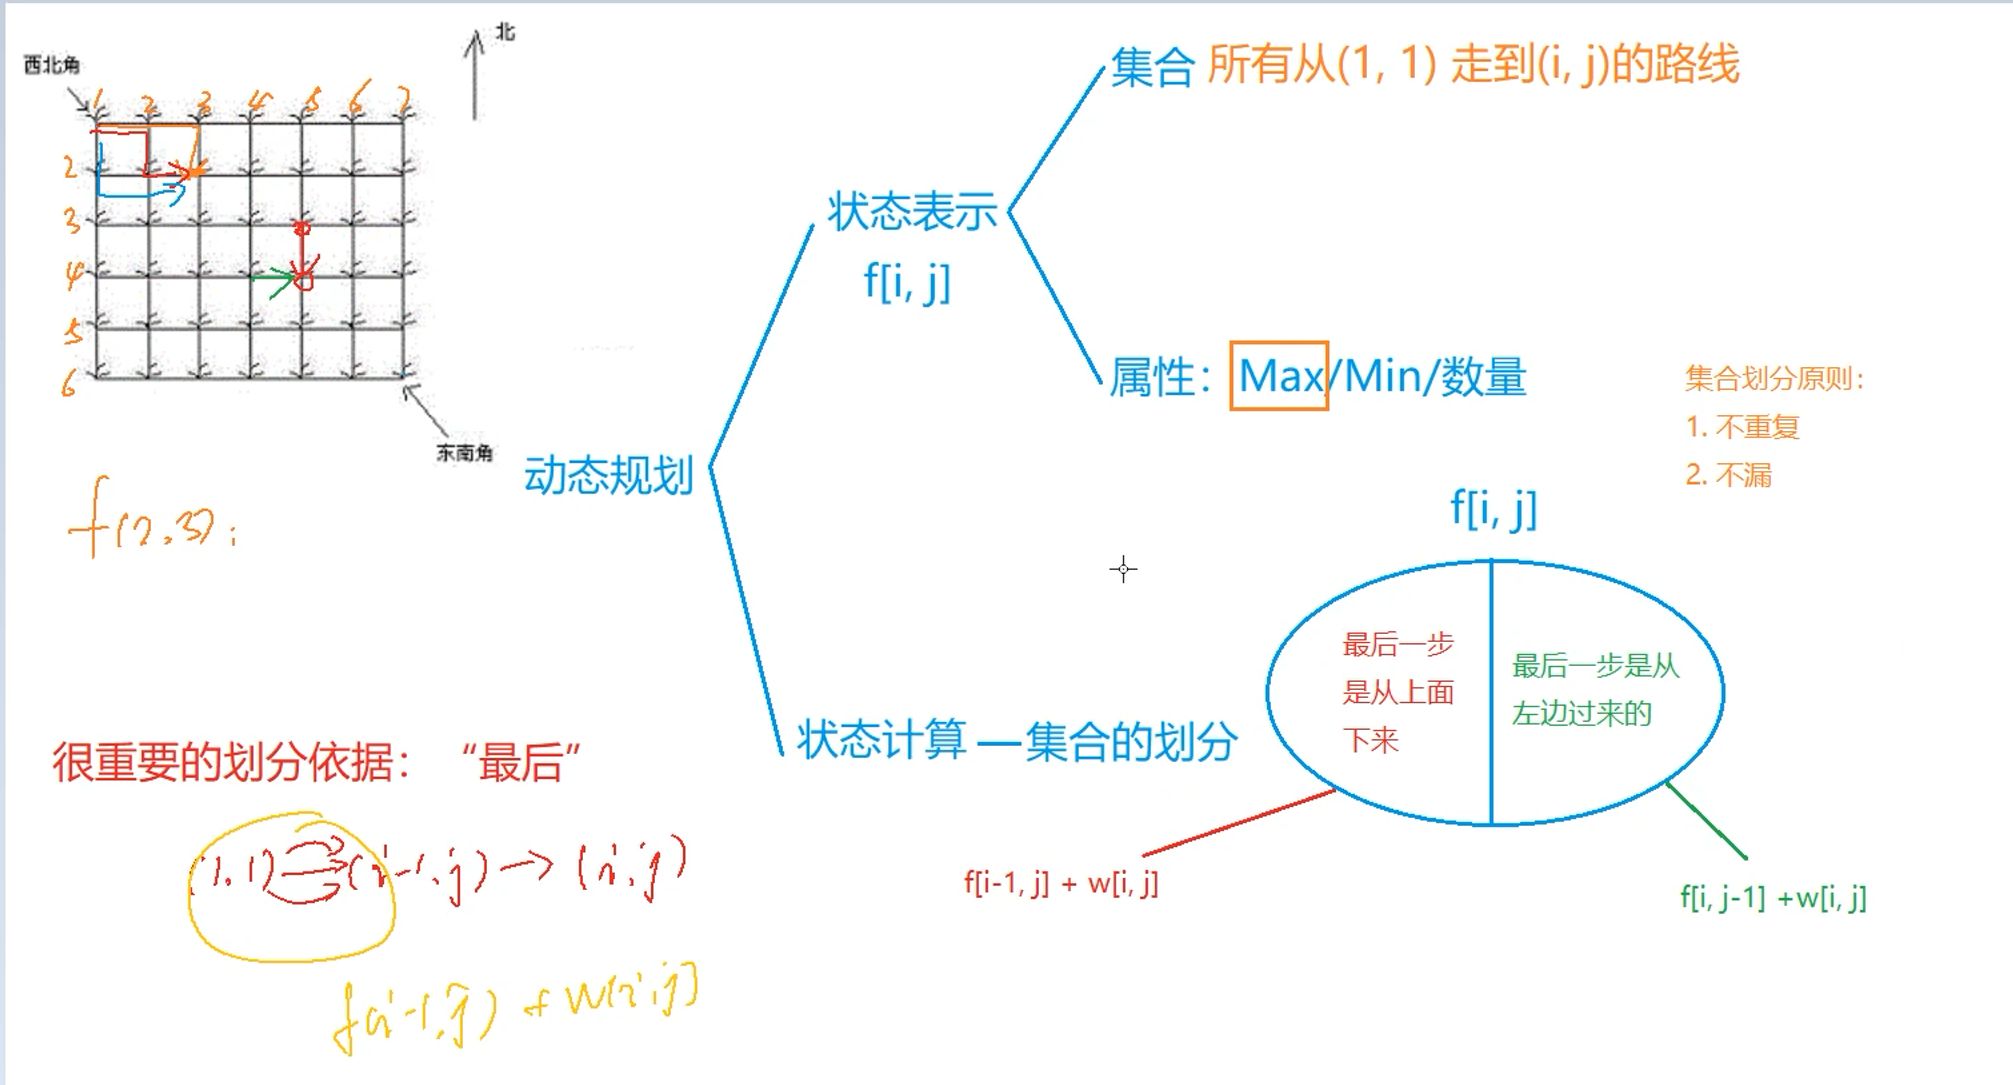 北
西北角
1 2 3 4 5 6 7
2
3
4
5
6
东南角
f(2,3):
集合 所有从(1, 1) 走到(i, j)的路线
状态表示
f[i, j]
属性：Max/Min/数量
集合划分原则：
1. 不重复
2. 不漏
动态规划
f[i, j]
最后一步
是从上面
下来
最后一步是从
左边过来的
状态计算 — 集合的划分
f[i-1, j] + w[i, j]
f[i, j-1] +w[i, j]
很重要的划分依据： “最后”
(1,1) → (i-1,j) → (i,j)
f(i-1,j) + w(i,j]